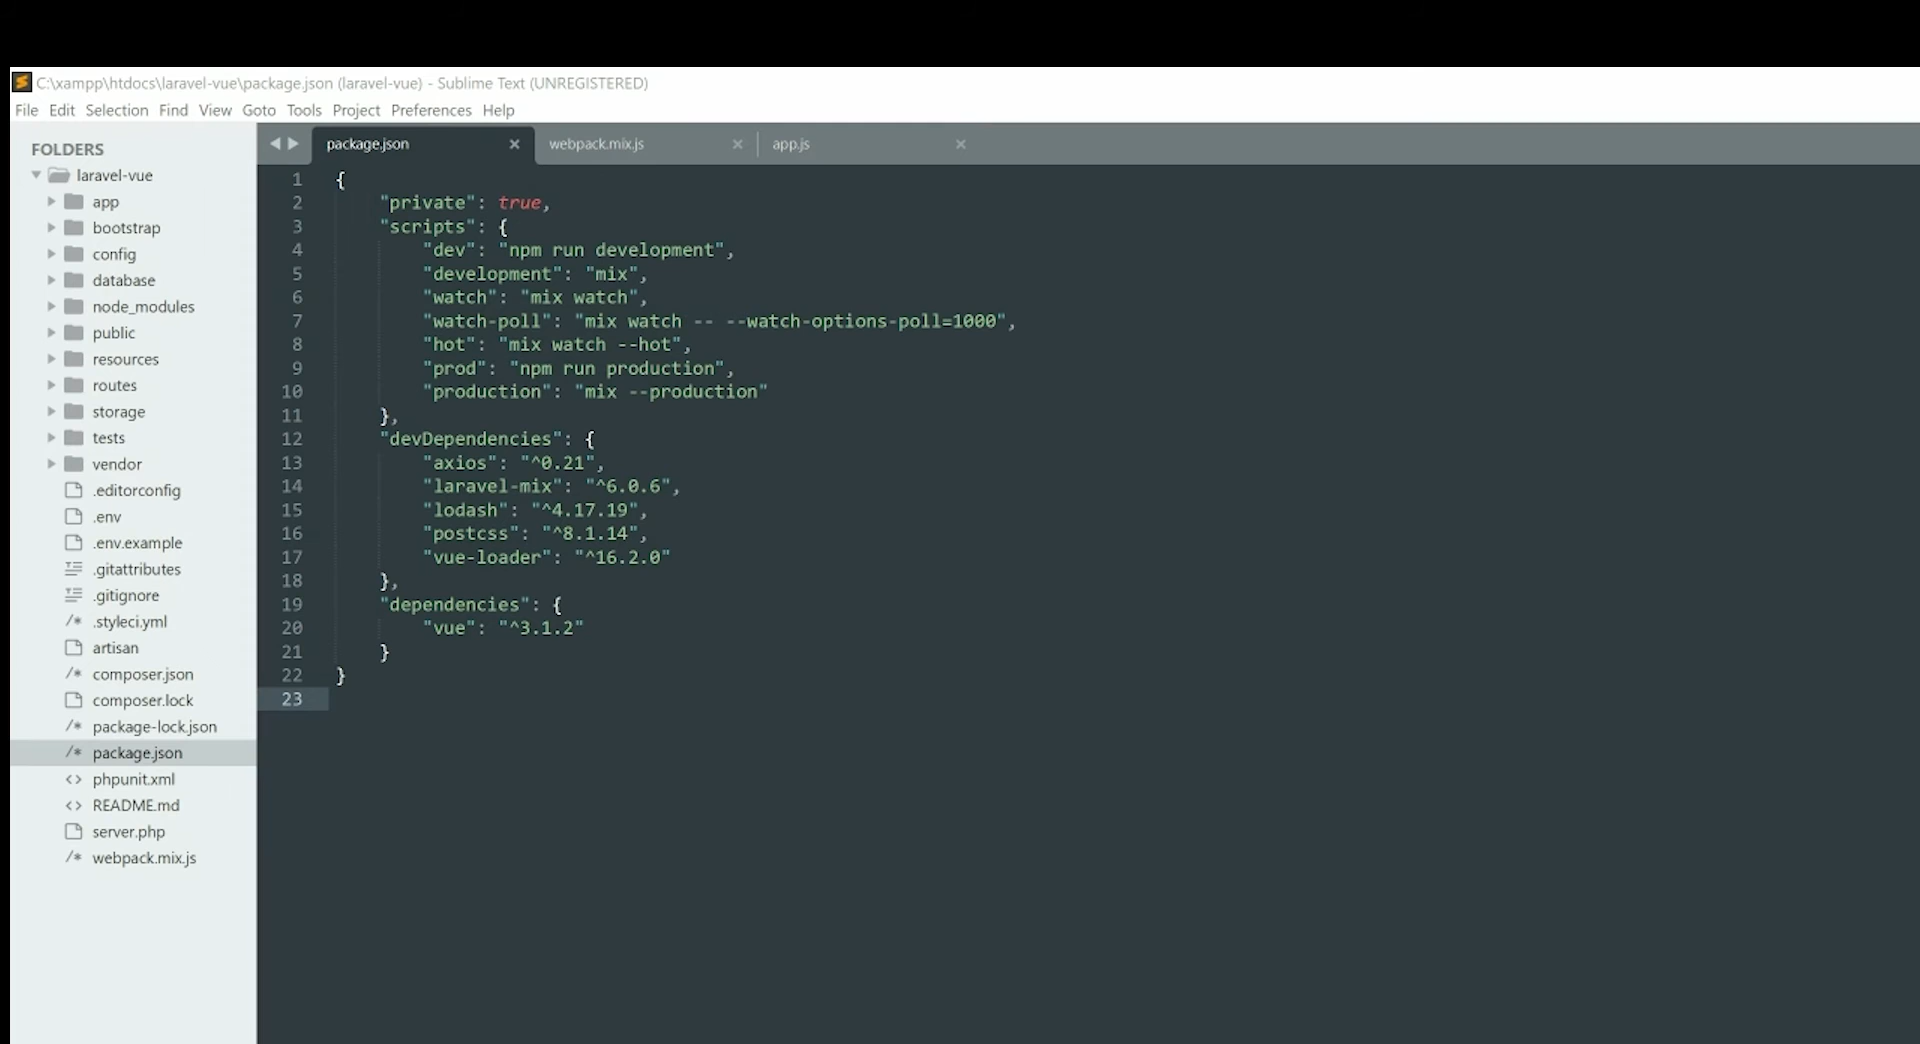 C:\xampp\htdocs\laravel-vue\package.json (laravel-vue) - Sublime Text (UNREGISTERED)
File Edit Selection Find View Goto Tools Project Preferences Help
FOLDERS
laravel-vue
app
bootstrap
config
database
node_modules
public
resources
routes
storage
tests
vendor
.editorconfig
.env
.env.example
.gitattributes
.gitignore
.styleci.yml
artisan
composer.json
composer.lock
package-lock.json
package.json
phpunit.xml
README.md
server.php
webpack.mix.js
package.json webpack.mix.js app.js
1 {
2     "private": true,
3     "scripts": {
4         "dev": "npm run development",
5         "development": "mix",
6         "watch": "mix watch",
7         "watch-poll": "mix watch -- --watch-options-poll=1000",
8         "hot": "mix watch --hot",
9         "prod": "npm run production",
10         "production": "mix --production"
11     },
12     "devDependencies": {
13         "axios": "^0.21",
14         "laravel-mix": "^6.0.6",
15         "lodash": "^4.17.19",
16         "postcss": "^8.1.14",
17         "vue-loader": "^16.2.0"
18     },
19     "dependencies": {
20         "vue": "^3.1.2"
21     }
22 }
23